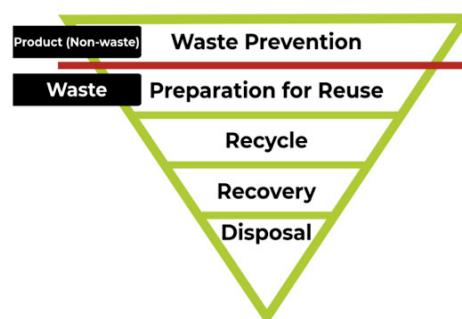 Product (Non-waste) Waste Prevention
Waste Preparation for Reuse
Recycle
Recovery
Disposal